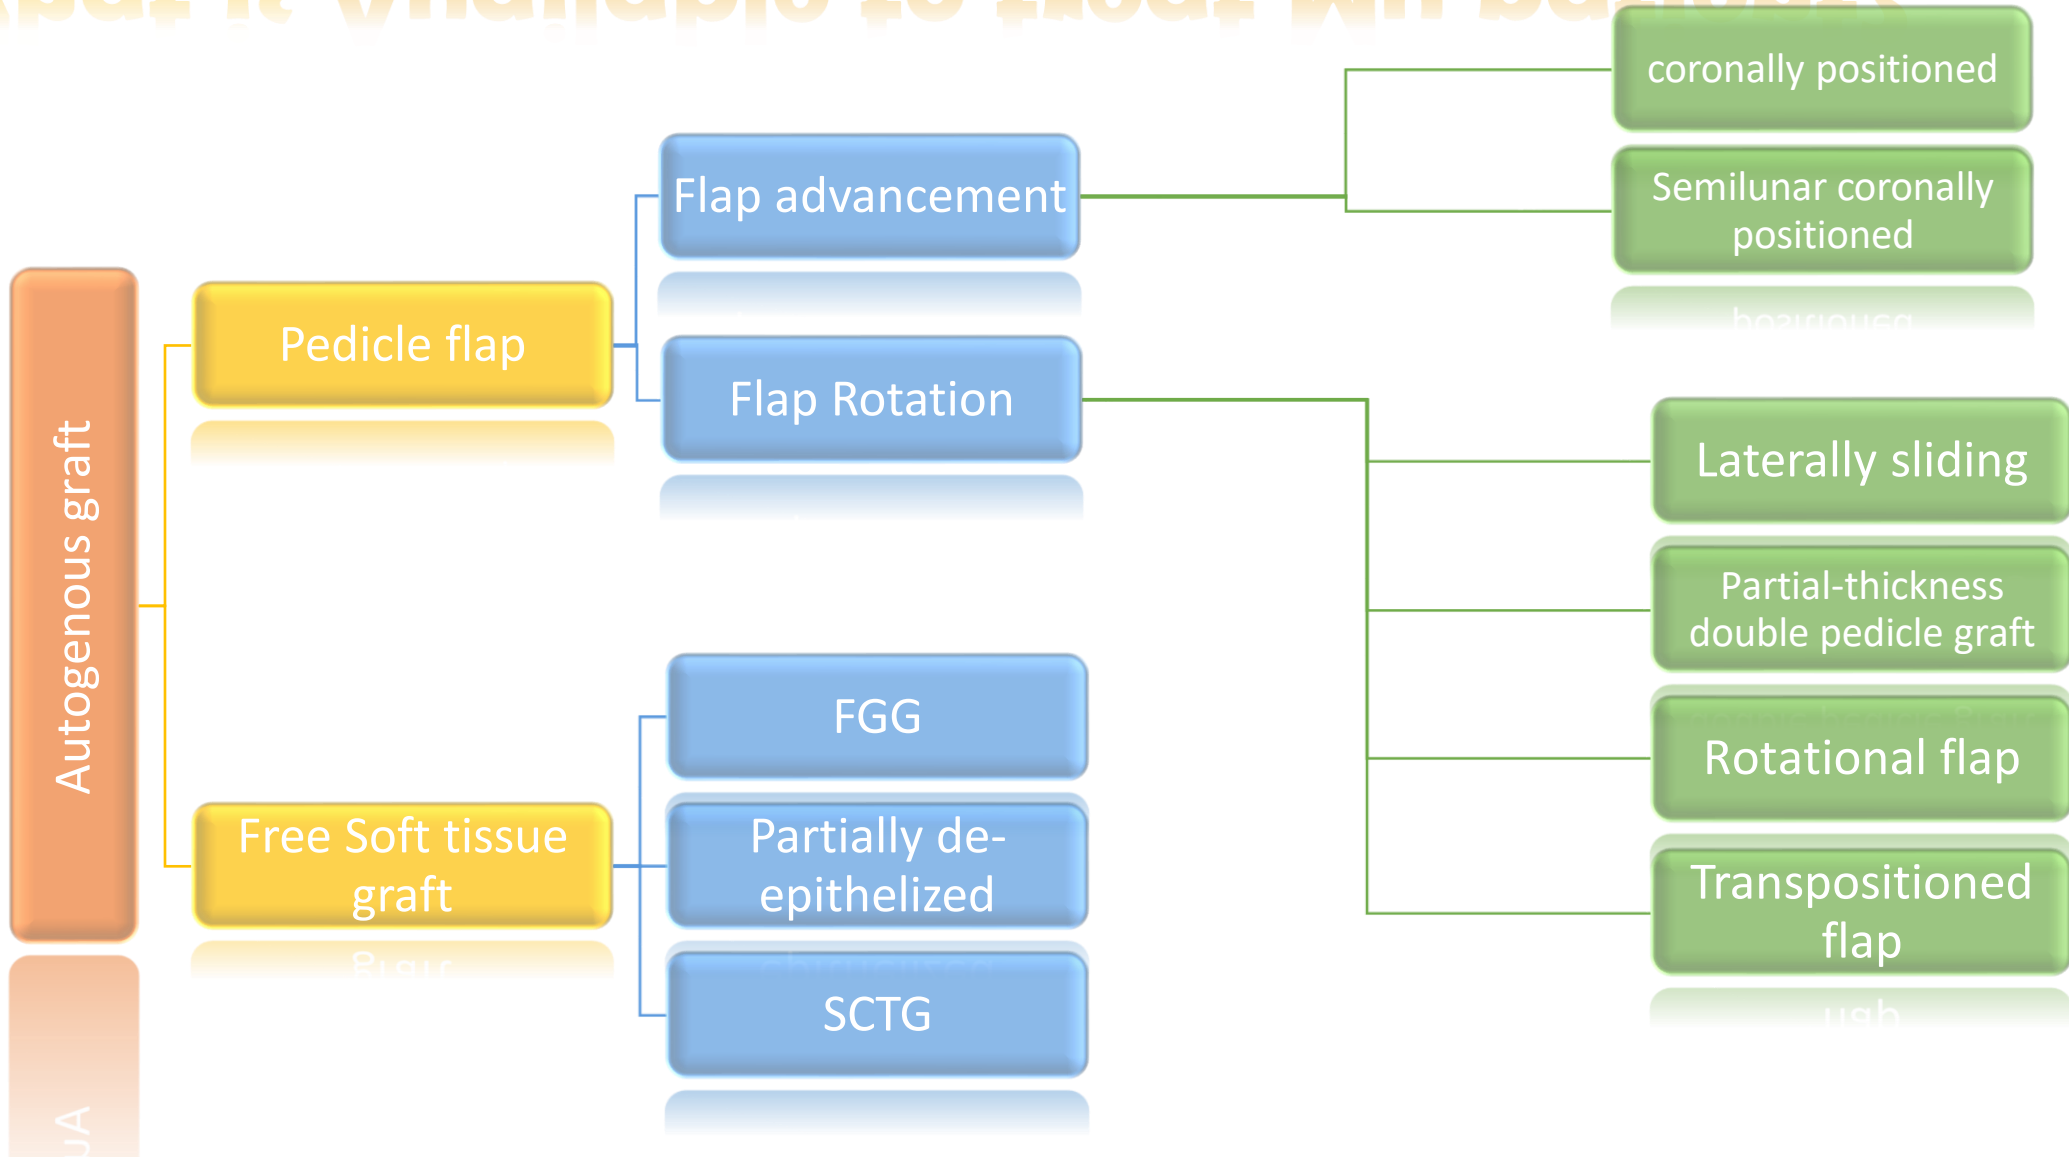 coronally positioned
Semilunar coronally
positioned
Flap advancement
Pedicle flap
Flap Rotation
Laterally sliding
Partial-thickness
double pedicle graft
Rotational flap
Transpositioned
flap
Autogenous graft
Free Soft tissue
graft
FGG
Partially de-
epithelized
SCTG